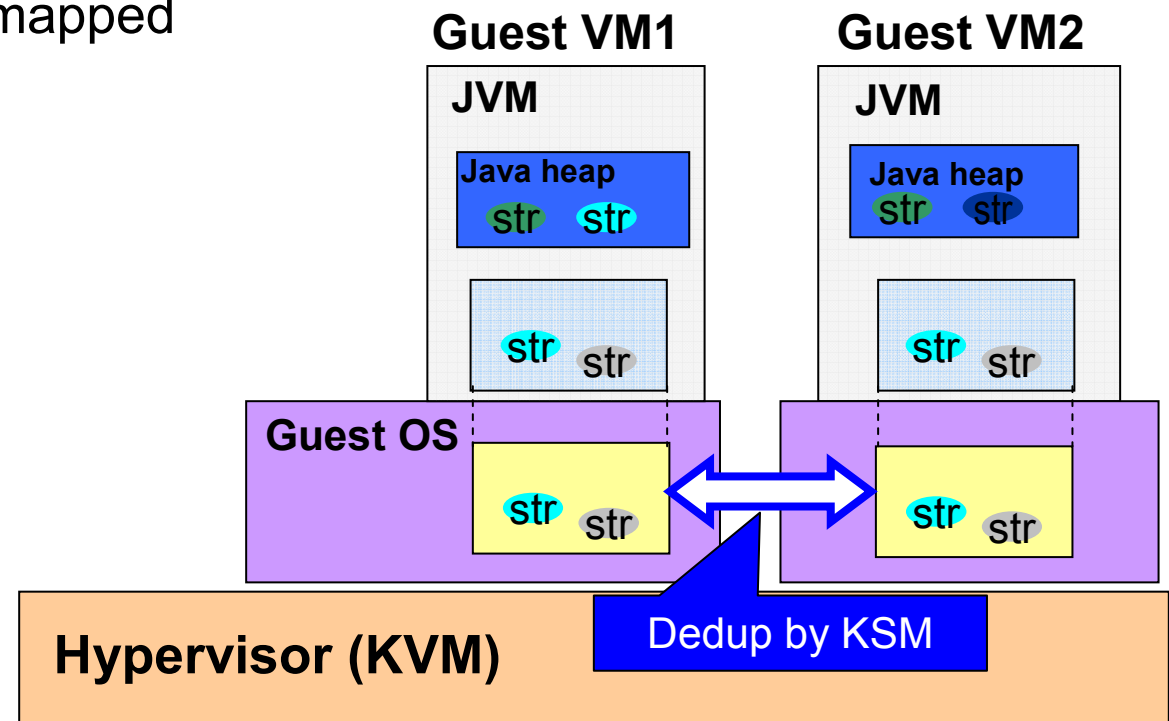 mapped
Guest VM1
Guest VM2
JVM
JVM
Java heap
Java heap
str
str
str
str
str
str
str
str
Guest OS
str
str
str
str
Dedup by KSM
Hypervisor (KVM)